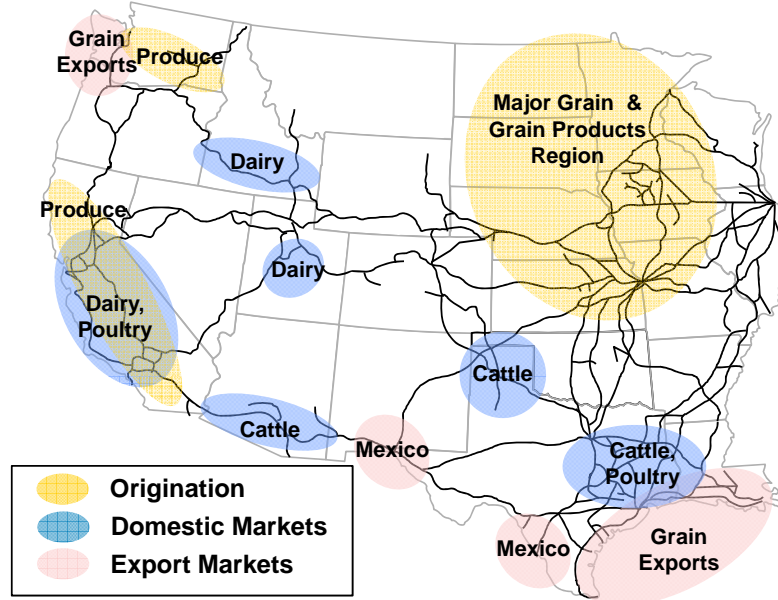 Grain
Exports
Produce
Major Grain &
Grain Products
Region
Dairy
Produce
Dairy
Dairy,
Poultry
Cattle
Cattle
Mexico
Cattle,
Poultry
Mexico
Grain
Exports
Origination
Domestic Markets
Export Markets